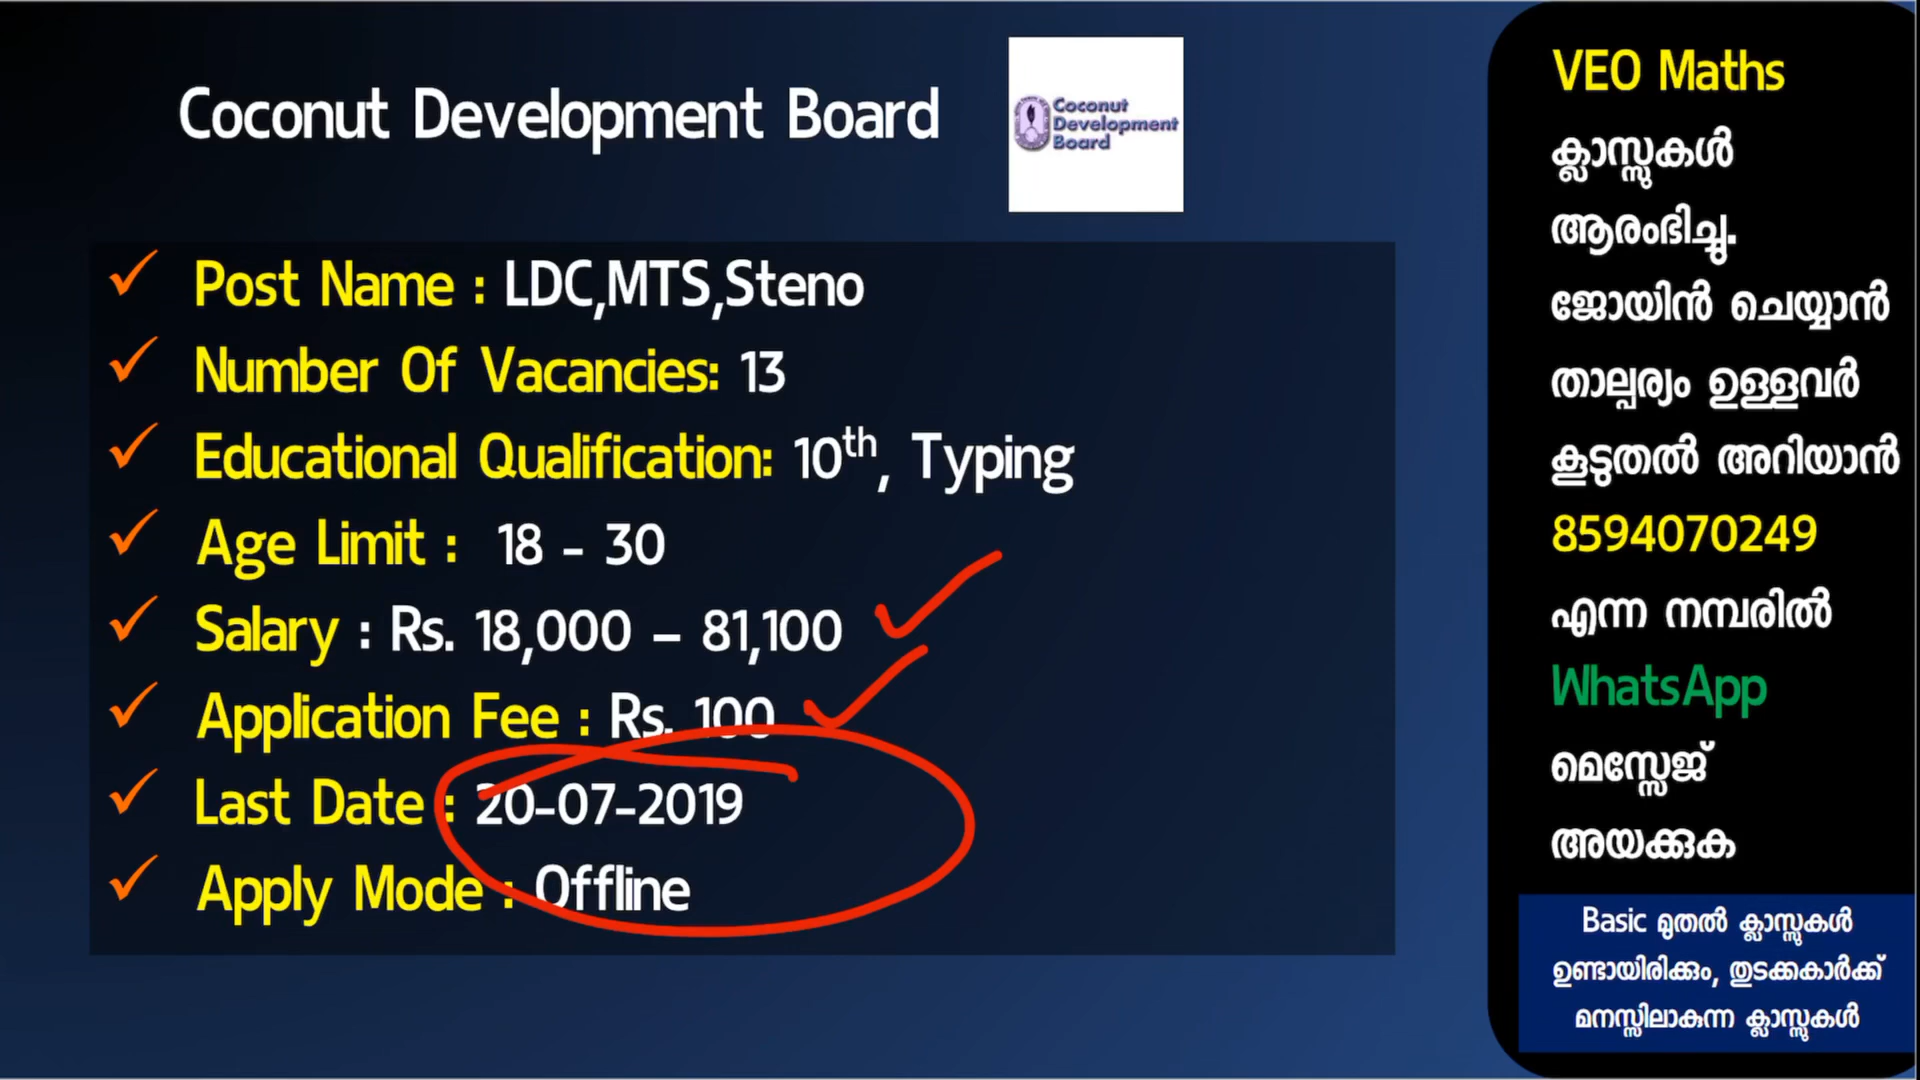 Coconut Development Board
Coconut
Development
Board
Post Name : LDC,MTS,Steno
Number Of Vacancies: 13
Educational Qualification: 10th, Typing
Age Limit : 18 - 30
Salary : Rs. 18,000 – 81,100
Application Fee : Rs. 100
Last Date : 20-07-2019
Apply Mode : Offline
VEO Maths
ക്ലാസ്സുകൾ
ആരംഭിച്ചു.
ജോയിൻ ചെയ്യാൻ
താല്പര്യം ഉള്ളവർ
കൂടുതൽ അറിയാൻ
8594070249
എന്ന നമ്പരിൽ
WhatsApp
മെസ്സേജ്
അയക്കുക
Basic മുതൽ ക്ലാസ്സുകൾ
ഉണ്ടായിരിക്കും, തുടക്കകാർക്ക്
മനസ്സിലാകുന്ന ക്ലാസ്സുകൾ